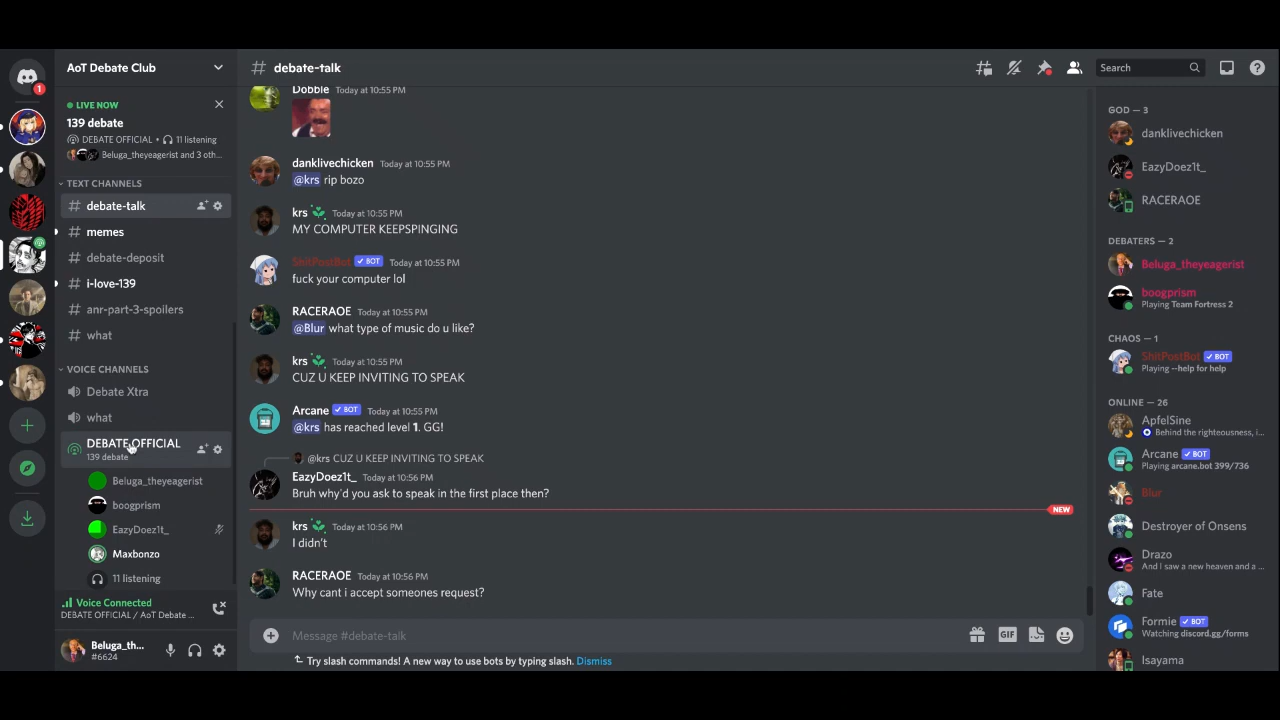 AoT Debate Club
# debate-talk
Search
1
LIVE NOW
139 debate
DEBATE OFFICIAL • 11 listening
Beluga_theyeagerist and 3 oth...
TEXT CHANNELS
# debate-talk
# memes
# debate-deposit
# i-love-139
# anr-part-3-spoilers
# what
VOICE CHANNELS
Debate Xtra
what
DEBATE OFFICIAL
139 debate
Beluga_theyeagerist
boogprism
EazyDoez1t_
Maxbonzo
11 listening
Voice Connected
DEBATE OFFICIAL / AoT Debate ...
Beluga_th...
#6624
Dobbie Today at 10:55 PM
danklivechicken Today at 10:55 PM
@krs rip bozo
krs Today at 10:55 PM
MY COMPUTER KEEPSPINGING
ShitPostBot ✓ BOT Today at 10:55 PM
fuck your computer lol
RACERAOE Today at 10:55 PM
@Blur what type of music do u like?
krs Today at 10:55 PM
CUZ U KEEP INVITING TO SPEAK
Arcane ✓ BOT Today at 10:55 PM
@krs has reached level 1. GG!
@krs CUZ U KEEP INVITING TO SPEAK
EazyDoez1t_ Today at 10:56 PM
Bruh why'd you ask to speak in the first place then?
NEW
krs Today at 10:56 PM
I didn't
RACERAOE Today at 10:56 PM
Why cant i accept someones request?
Message #debate-talk
GIF
Try slash commands! A new way to use bots by typing slash. Dismiss
GOD — 3
danklivechicken
EazyDoez1t_
RACERAOE
DEBATERS — 2
Beluga_theyeagerist
boogprism
Playing Team Fortress 2
CHAOS — 1
ShitPostBot ✓ BOT
Playing --help for help
ONLINE — 26
ApfelSine
Behind the righteousness, i...
Arcane ✓ BOT
Playing arcane.bot 399/736
Blur
Destroyer of Onsens
Drazo
And I saw a new heaven and a ...
Fate
Formie ✓ BOT
Watching discord.gg/forms
Isayama